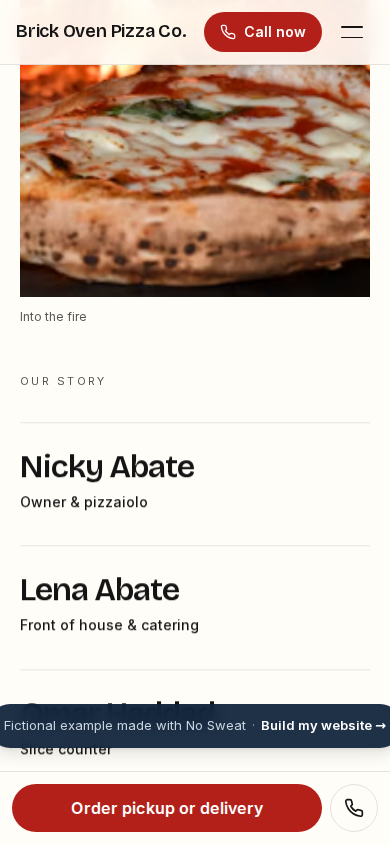 Brick Oven Pizza Co.
Call now
Into the fire
OUR STORY
Nicky Abate
Owner & pizzaiolo
Lena Abate
Front of house & catering
Fictional example made with No Sweat · Build my website →
Slice counter
Order pickup or delivery